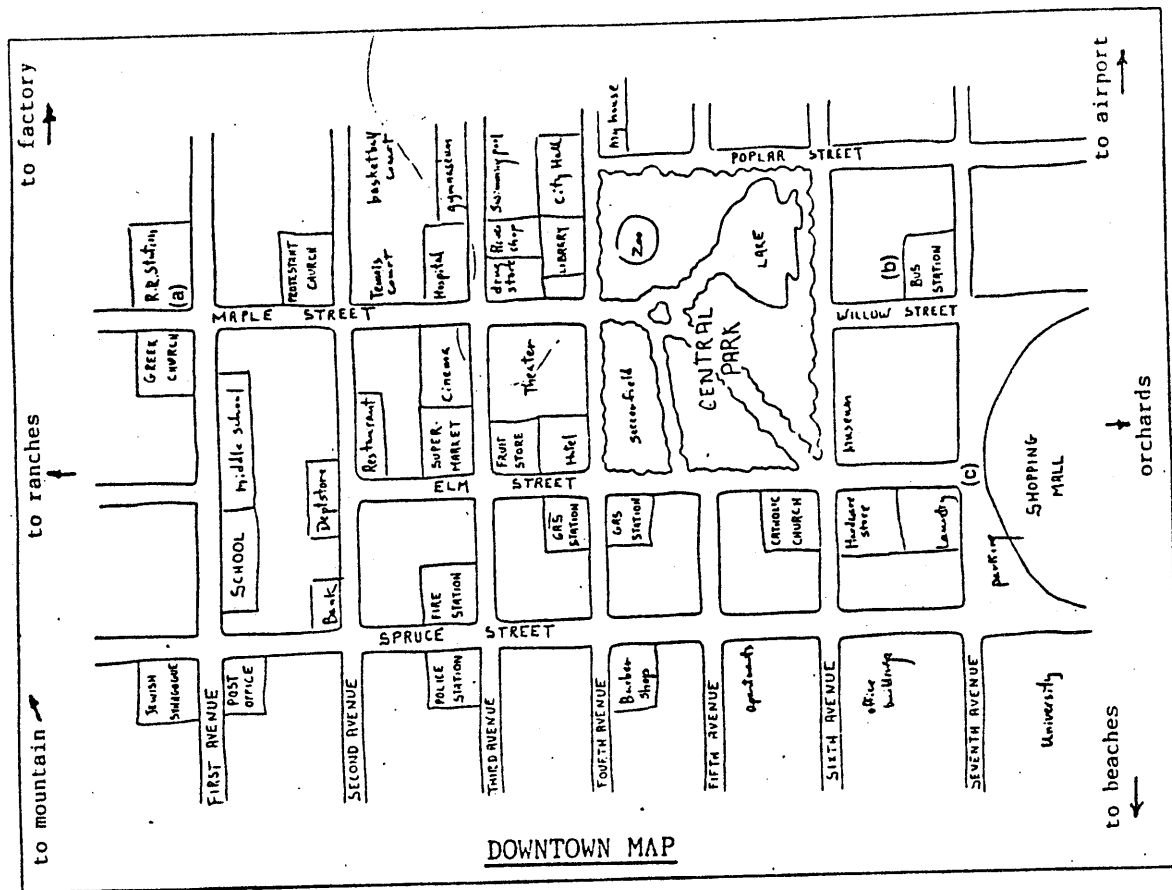 to mountain
to ranches
to factory
JEWISH
SYNAGOGUE
GREEK
CHURCH
R.R. Station
(a)
FIRST AVENUE
POST
OFFICE
SCHOOL
middle school
MAPLE STREET
PROTESTANT
CHURCH
Bank
Dept store
SECOND AVENUE
SPRUCE STREET
Restaurant
Tennis
court
basketball
court
POLICE
STATION
FIRE
STATION
ELM STREET
SUPER-
MARKET
Cinema
Hospital
gymnasium
THIRD AVENUE
FRUIT
STORE
Theater
drug
store
shop
Swimming pool
GAS
STATION
Hotel
LIBRARY
City Hall
FOURTH AVENUE
Barber
shop
GAS
STATION
Soccerfield
Zoo
my house
FIFTH AVENUE
apartments
CATHOLIC
CHURCH
CENTRAL
PARK
LAKE
POPLAR STREET
SIXTH AVENUE
office
buildings
Hardware
store
museum
WILLOW STREET
(b)
BUS
STATION
Laundry
SEVENTH AVENUE
(c)
University
parking
SHOPPING
MALL
to beaches
orchards
to airport
DOWNTOWN MAP